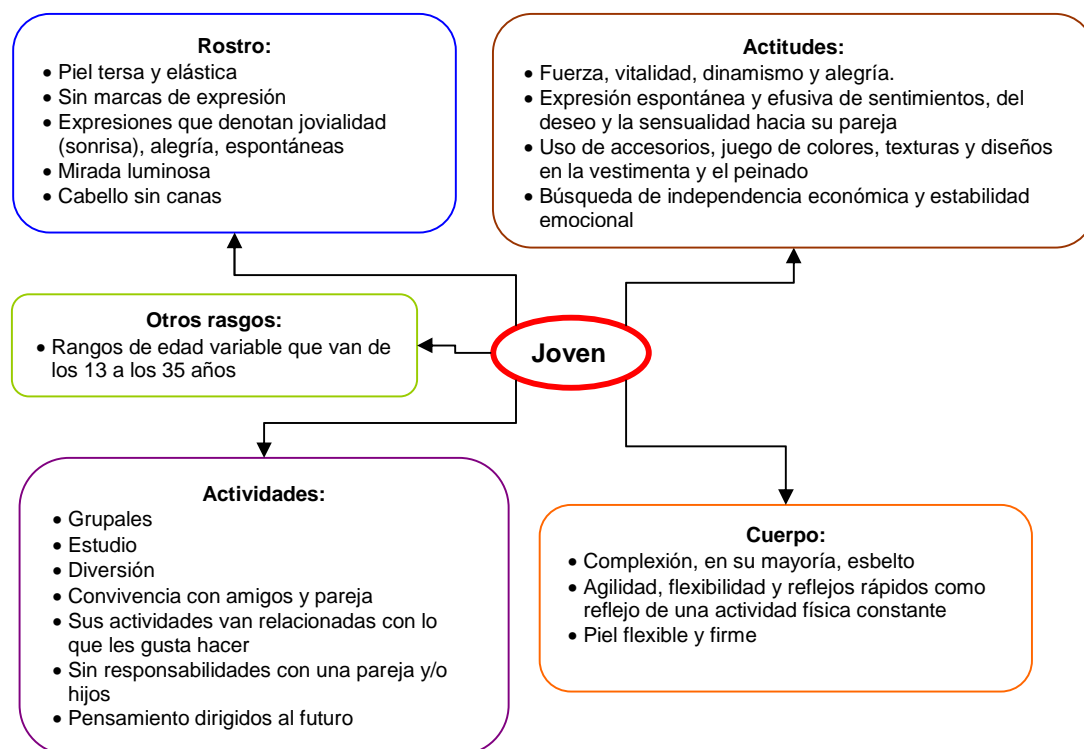 Rostro:
• Piel tersa y elástica
• Sin marcas de expresión
• Expresiones que denotan jovialidad
(sonrisa), alegría, espontáneas
• Mirada luminosa
• Cabello sin canas
Actitudes:
• Fuerza, vitalidad, dinamismo y alegría.
• Expresión espontánea y efusiva de sentimientos, del
deseo y la sensualidad hacia su pareja
• Uso de accesorios, juego de colores, texturas y diseños
en la vestimenta y el peinado
• Búsqueda de independencia económica y estabilidad
emocional
Otros rasgos:
• Rangos de edad variable que van de
los 13 a los 35 años
Joven
Actividades:
• Grupales
• Estudio
• Diversión
• Convivencia con amigos y pareja
• Sus actividades van relacionadas con lo
que les gusta hacer
• Sin responsabilidades con una pareja y/o
hijos
• Pensamiento dirigidos al futuro
Cuerpo:
• Complexión, en su mayoría, esbelto
• Agilidad, flexibilidad y reflejos rápidos como
reflejo de una actividad física constante
• Piel flexible y firme